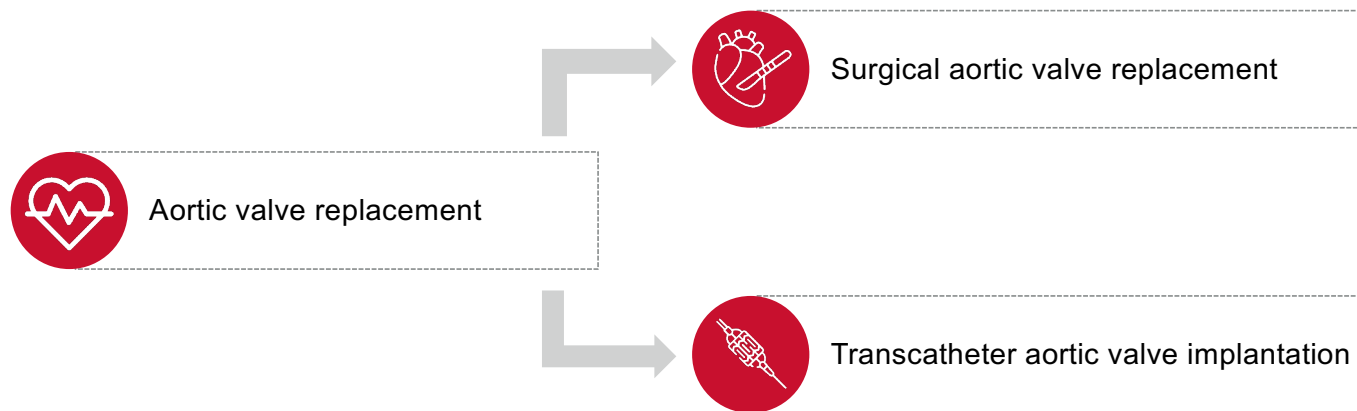 Surgical aortic valve replacement
Aortic valve replacement
Transcatheter aortic valve implantation